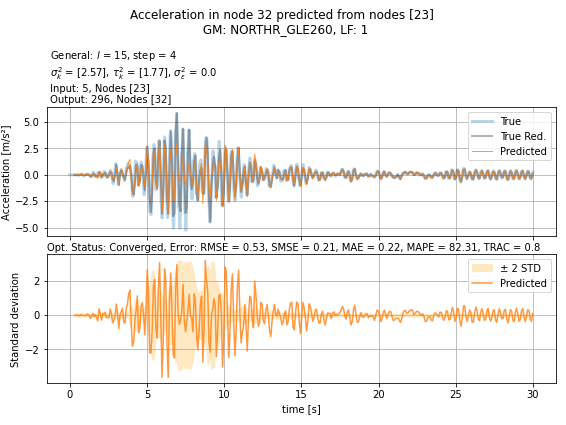 Acceleration in node 32 predicted from nodes [23]
GM: NORTHR_GLE260, LF: 1
General: l = 15, step = 4
σ²ₖ = [2.57], τ²ₖ = [1.77], σ²ε = 0.0
Input: 5, Nodes [23]
Output: 296, Nodes [32]
Acceleration [m/s²]
5.0
2.5
0.0
−2.5
−5.0
True
True Red.
Predicted
Opt. Status: Converged, Error: RMSE = 0.53, SMSE = 0.21, MAE = 0.22, MAPE = 82.31, TRAC = 0.8
Standard deviation
2
0
−2
± 2 STD
Predicted
0
5
10
15
20
25
30
time [s]